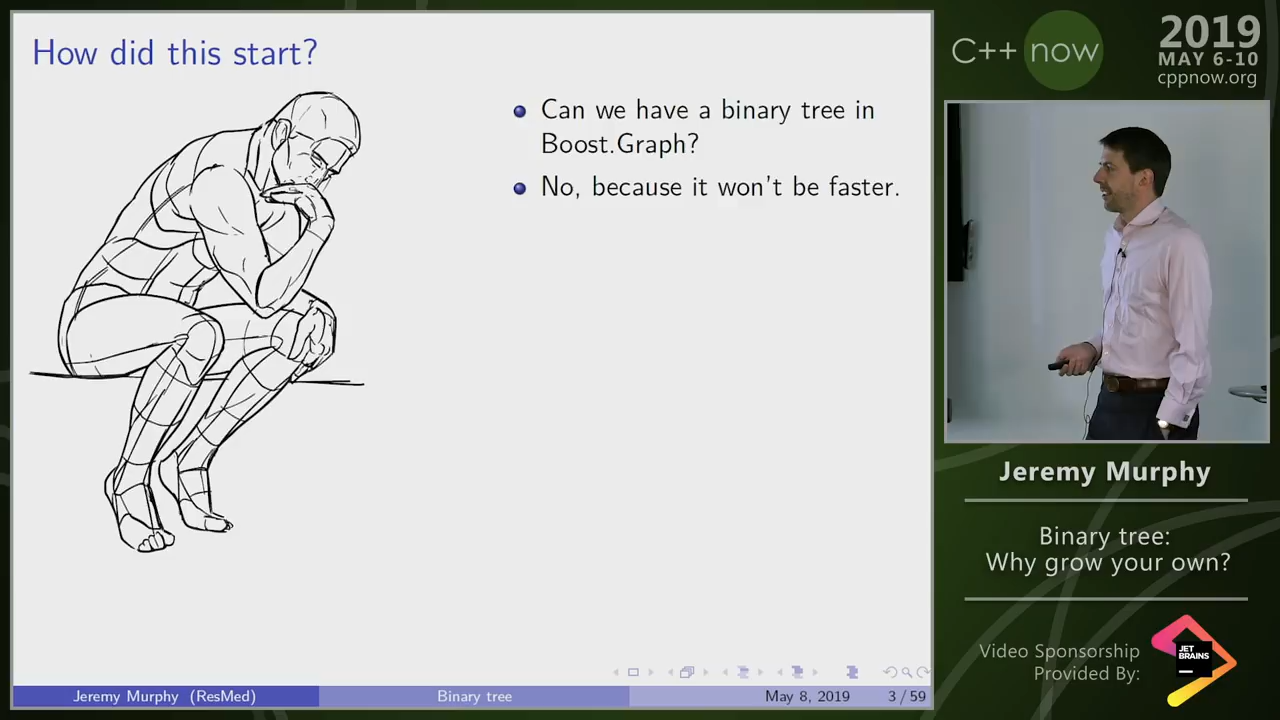 How did this start?
Can we have a binary tree in
Boost.Graph?
No, because it won't be faster.
Jeremy Murphy (ResMed)
Binary tree
May 8, 2019
3 / 59
C++ now
2019
MAY 6-10
cppnow.org
Jeremy Murphy
Binary tree:
Why grow your own?
Video Sponsorship
Provided By:
JET
BRAINS